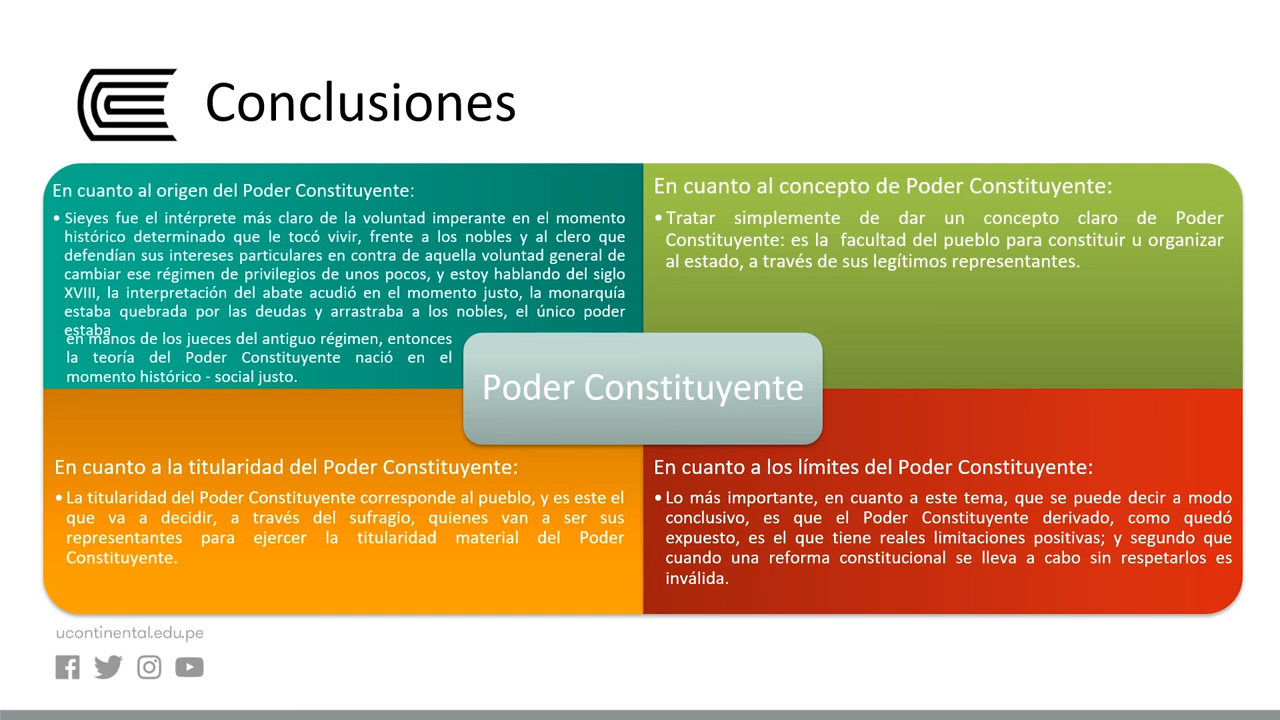 Conclusiones
En cuanto al origen del Poder Constituyente:
• Sieyes fue el intérprete más claro de la voluntad imperante en el momento
histórico determinado que le tocó vivir, frente a los nobles y al clero que
defendían sus intereses particulares en contra de aquella voluntad general de
cambiar ese régimen de privilegios de unos pocos, y estoy hablando del siglo
XVIII, la interpretación del abate acudió en el momento justo, la monarquía
estaba quebrada por las deudas y arrastraba a los nobles, el único poder
estaba
en manos de los jueces del antiguo régimen, entonces
la teoría del Poder Constituyente nació en el
momento histórico - social justo.
En cuanto al concepto de Poder Constituyente:
• Tratar simplemente de dar un concepto claro de Poder
Constituyente: es la facultad del pueblo para constituir u organizar
al estado, a través de sus legítimos representantes.
Poder Constituyente
En cuanto a la titularidad del Poder Constituyente:
• La titularidad del Poder Constituyente corresponde al pueblo, y es este el
que va a decidir, a través del sufragio, quienes van a ser sus
representantes para ejercer la titularidad material del Poder
Constituyente.
En cuanto a los límites del Poder Constituyente:
• Lo más importante, en cuanto a este tema, que se puede decir a modo
conclusivo, es que el Poder Constituyente derivado, como quedó
expuesto, es el que tiene reales limitaciones positivas; y segundo que
cuando una reforma constitucional se lleva a cabo sin respetarlos es
inválida.
ucontinental.edu.pe